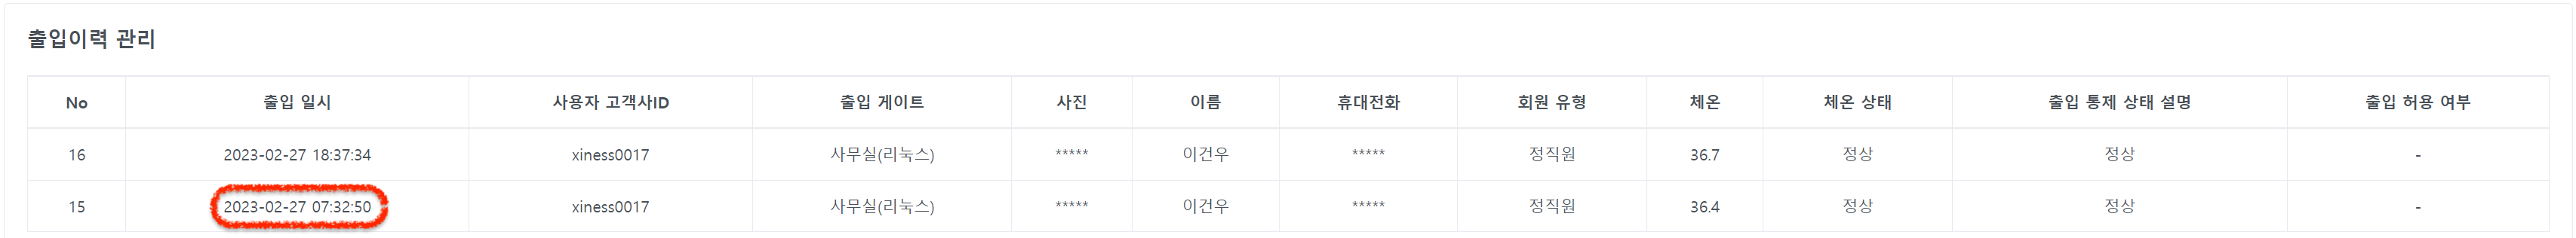 출입이력 관리
No 출입 일시 사용자 고객사ID 출입 게이트 사진 이름 휴대전화 회원 유형 체온 체온 상태 출입 통제 상태 설명 출입 허용 여부
16 2023-02-27 18:37:34 xiness0017 사무실(리눅스) ***** 이건우 ***** 정직원 36.7 정상 정상 -
15 2023-02-27 07:32:50 xiness0017 사무실(리눅스) ***** 이건우 ***** 정직원 36.4 정상 정상 -